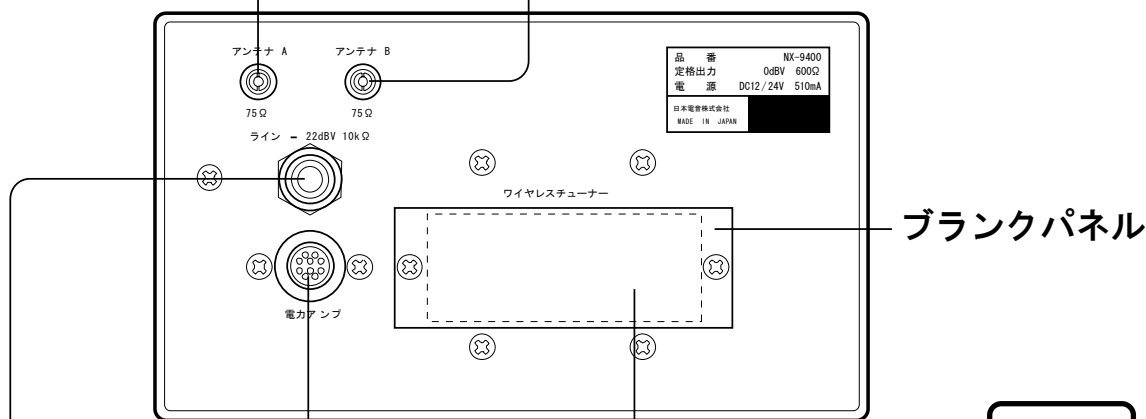 アンテナ A
アンテナ B
75Ω
75Ω
ライン − 22dBV 10kΩ
品 番 NX-9400
定格出力 0dBV 600Ω
電 源 DC12/24V 510mA
日本電音株式会社
MADE IN JAPAN
ワイヤレスチューナー
ブランクパネル
電力アンプ